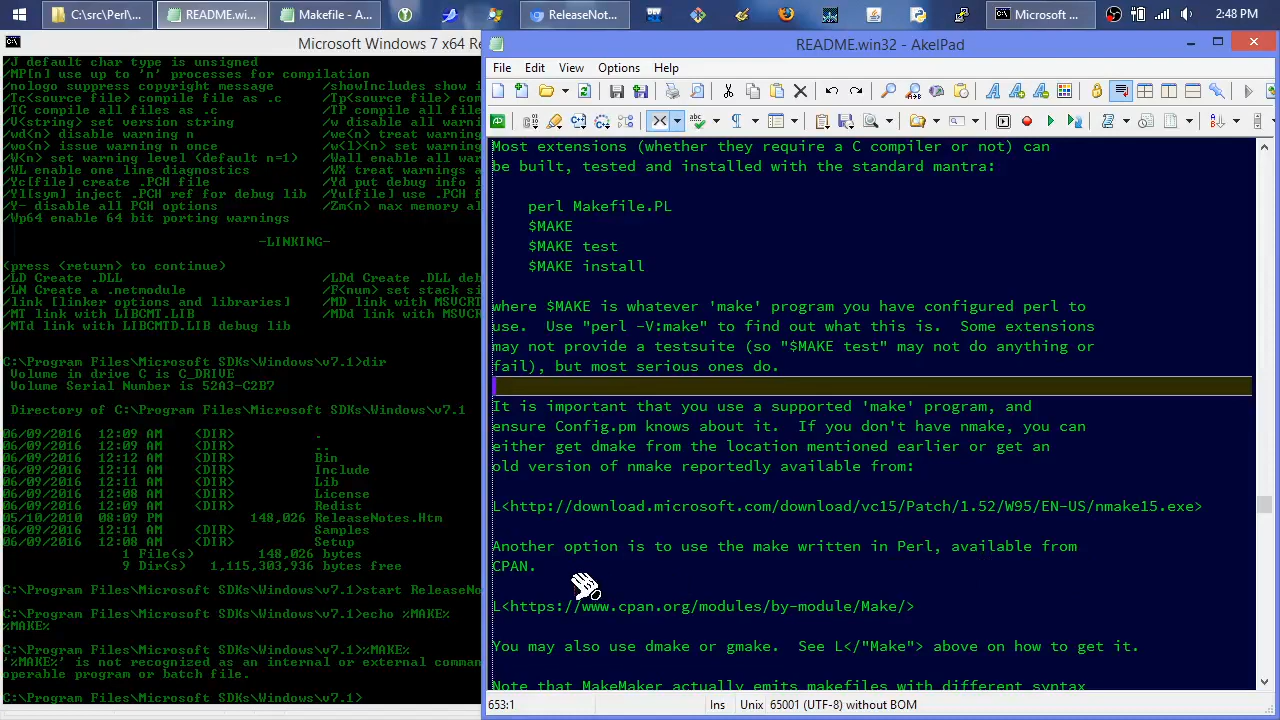 C:\src\Perl\...
README.wi...
Makefile - A...
ReleaseNot...
Microsoft ...
2:48 PM
Microsoft Windows 7 x64 Re
/J default char type is unsigned
/MP[n] use up to 'n' processes for compilation
/nologo suppress copyright message /showIncludes show i
/Tc<source file> compile file as .c /Tp<source file> com
/TC compile all files as .c /TP compile all fil
/V<string> set version string /w disable all warn
/wd<n> disable warning n /we<n> treat warnin
/wo<n> issue warning n once /w<l><n> set warnin
/W<n> set warning level (default n=1) /Wall enable all wa
/WL enable one line diagnostics /WX treat warnings a
/Yc[file] create .PCH file /Yd put debug info i
/Yl[sym] inject .PCH ref for debug lib /Yu[file] use .PCH f
/Y- disable all PCH options /Zm<n> max memory al
/Wp64 enable 64 bit porting warnings
-LINKING-
(press <return> to continue)
/LD Create .DLL /LDd Create .DLL deb
/LN Create a .netmodule /F<num> set stack si
/link [linker options and libraries] /MD link with MSVCRT
/MT link with LIBCMT.LIB /MDd link with MSVCR
/MTd link with LIBCMTD.LIB debug lib
C:\Program Files\Microsoft SDKs\Windows\v7.1>dir
Volume in drive C is C_DRIVE
Volume Serial Number is 52A3-C2B7
Directory of C:\Program Files\Microsoft SDKs\Windows\v7.1
06/09/2016 12:09 AM <DIR> .
06/09/2016 12:09 AM <DIR> ..
06/09/2016 12:12 AM <DIR> Bin
06/09/2016 12:11 AM <DIR> Include
06/09/2016 12:11 AM <DIR> Lib
06/09/2016 12:08 AM <DIR> License
06/09/2016 12:08 AM <DIR> Redist
05/10/2010 08:09 PM 148,026 ReleaseNotes.Htm
06/09/2016 12:11 AM <DIR> Samples
06/09/2016 12:08 AM <DIR> Setup
1 File(s) 148,026 bytes
9 Dir(s) 1,115,303,936 bytes free
C:\Program Files\Microsoft SDKs\Windows\v7.1>start ReleaseNo
C:\Program Files\Microsoft SDKs\Windows\v7.1>echo %MAKE%
%MAKE%
C:\Program Files\Microsoft SDKs\Windows\v7.1>%MAKE%
'%MAKE%' is not recognized as an internal or external comman
operable program or batch file.
C:\Program Files\Microsoft SDKs\Windows\v7.1>
README.win32 - AkelPad
File Edit View Options Help
Most extensions (whether they require a C compiler or not) can
be built, tested and installed with the standard mantra:
perl Makefile.PL
$MAKE
$MAKE test
$MAKE install
where $MAKE is whatever 'make' program you have configured perl to
use. Use "perl -V:make" to find out what this is. Some extensions
may not provide a testsuite (so "$MAKE test" may not do anything or
fail), but most serious ones do.
It is important that you use a supported 'make' program, and
ensure Config.pm knows about it. If you don't have nmake, you can
either get dmake from the location mentioned earlier or get an
old version of nmake reportedly available from:
L<http://download.microsoft.com/download/vc15/Patch/1.52/W95/EN-US/nmake15.exe>
Another option is to use the make written in Perl, available from
CPAN.
L<https://www.cpan.org/modules/by-module/Make/>
You may also use dmake or gmake. See L</"Make"> above on how to get it.
Note that MakeMaker actually emits makefiles with different syntax
653:1 Ins Unix 65001 (UTF-8) without BOM